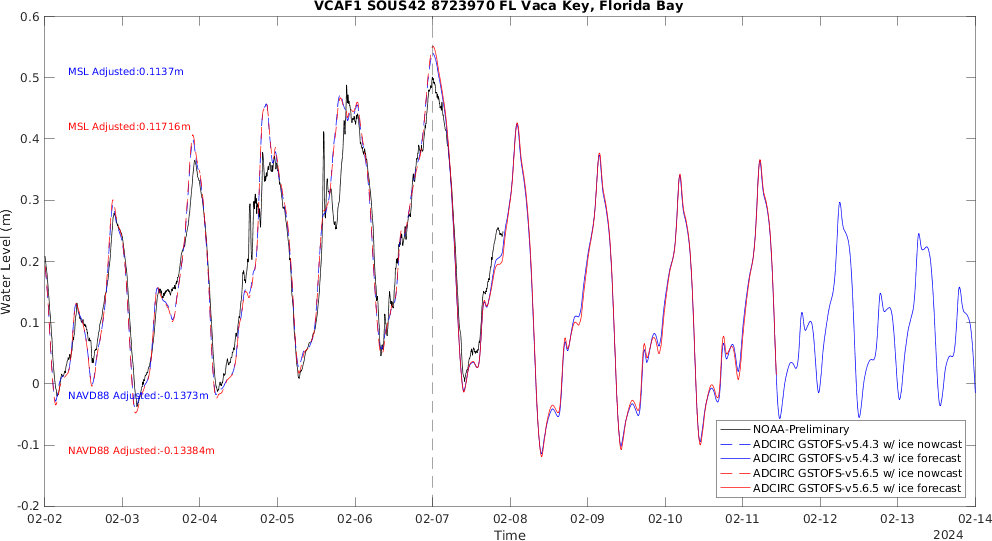 VCAF1 SOUS42 8723970 FL Vaca Key, Florida Bay
0.6
0.5
0.4
0.3
0.2
0.1
0
-0.1
-0.2
Water Level (m)
MSL Adjusted:0.1137m
MSL Adjusted:0.11716m
NAVD88 Adjusted:-0.1373m
NAVD88 Adjusted:-0.13384m
NOAA-Preliminary
ADCIRC GSTOFS-v5.4.3 w/ ice nowcast
ADCIRC GSTOFS-v5.4.3 w/ ice forecast
ADCIRC GSTOFS-v5.6.5 w/ ice nowcast
ADCIRC GSTOFS-v5.6.5 w/ ice forecast
02-02 02-03 02-04 02-05 02-06 02-07 02-08 02-09 02-10 02-11 02-12 02-13 02-14
Time
2024